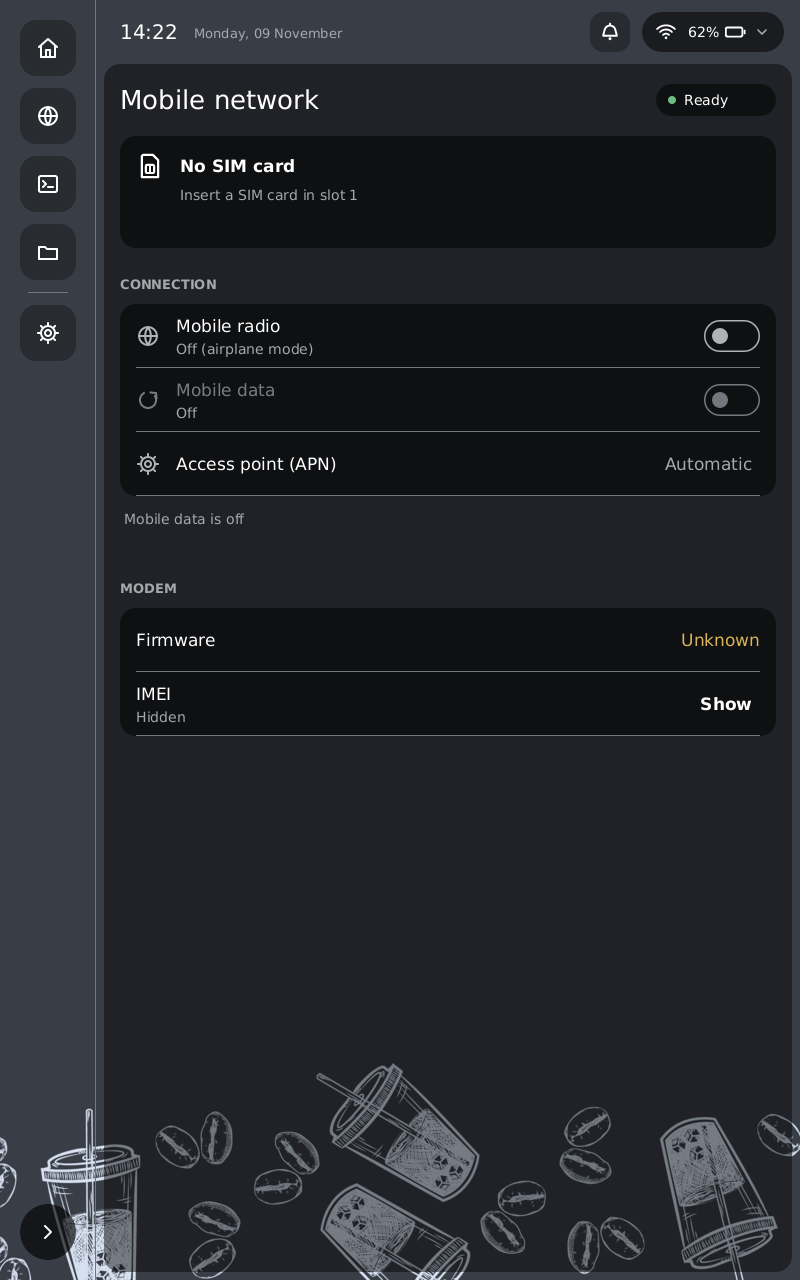 14:22 Monday, 09 November
62%
Mobile network
Ready
No SIM card
Insert a SIM card in slot 1
CONNECTION
Mobile radio
Off (airplane mode)
Mobile data
Off
Access point (APN) Automatic
Mobile data is off
MODEM
Firmware Unknown
IMEI
Hidden
Show